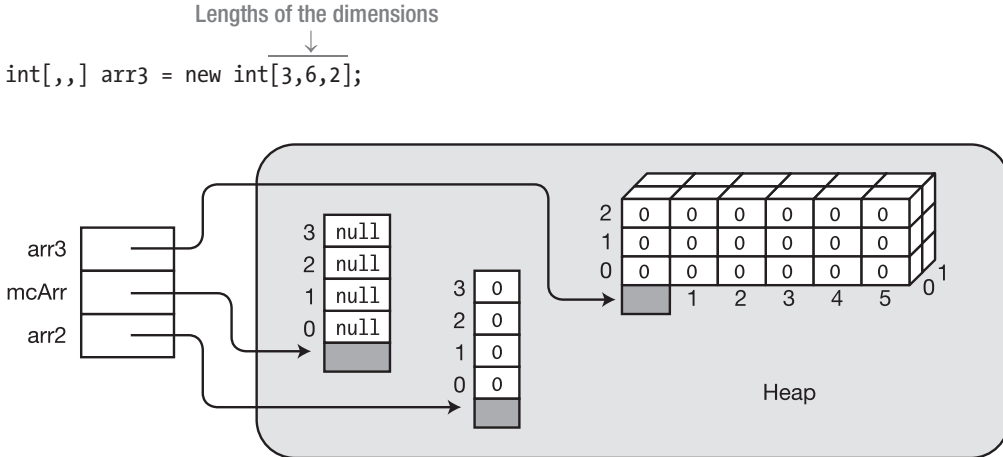 Lengths of the dimensions
int[,,] arr3 = new int[3,6,2];
arr3
mcArr
arr2
3 null
2 null
1 null
0 null
3 0
2 0
1 0
0 0
2 0 0 0 0 0 0
1 0 0 0 0 0 0
0 0 0 0 0 0 0
1 2 3 4 5
0 1
Heap